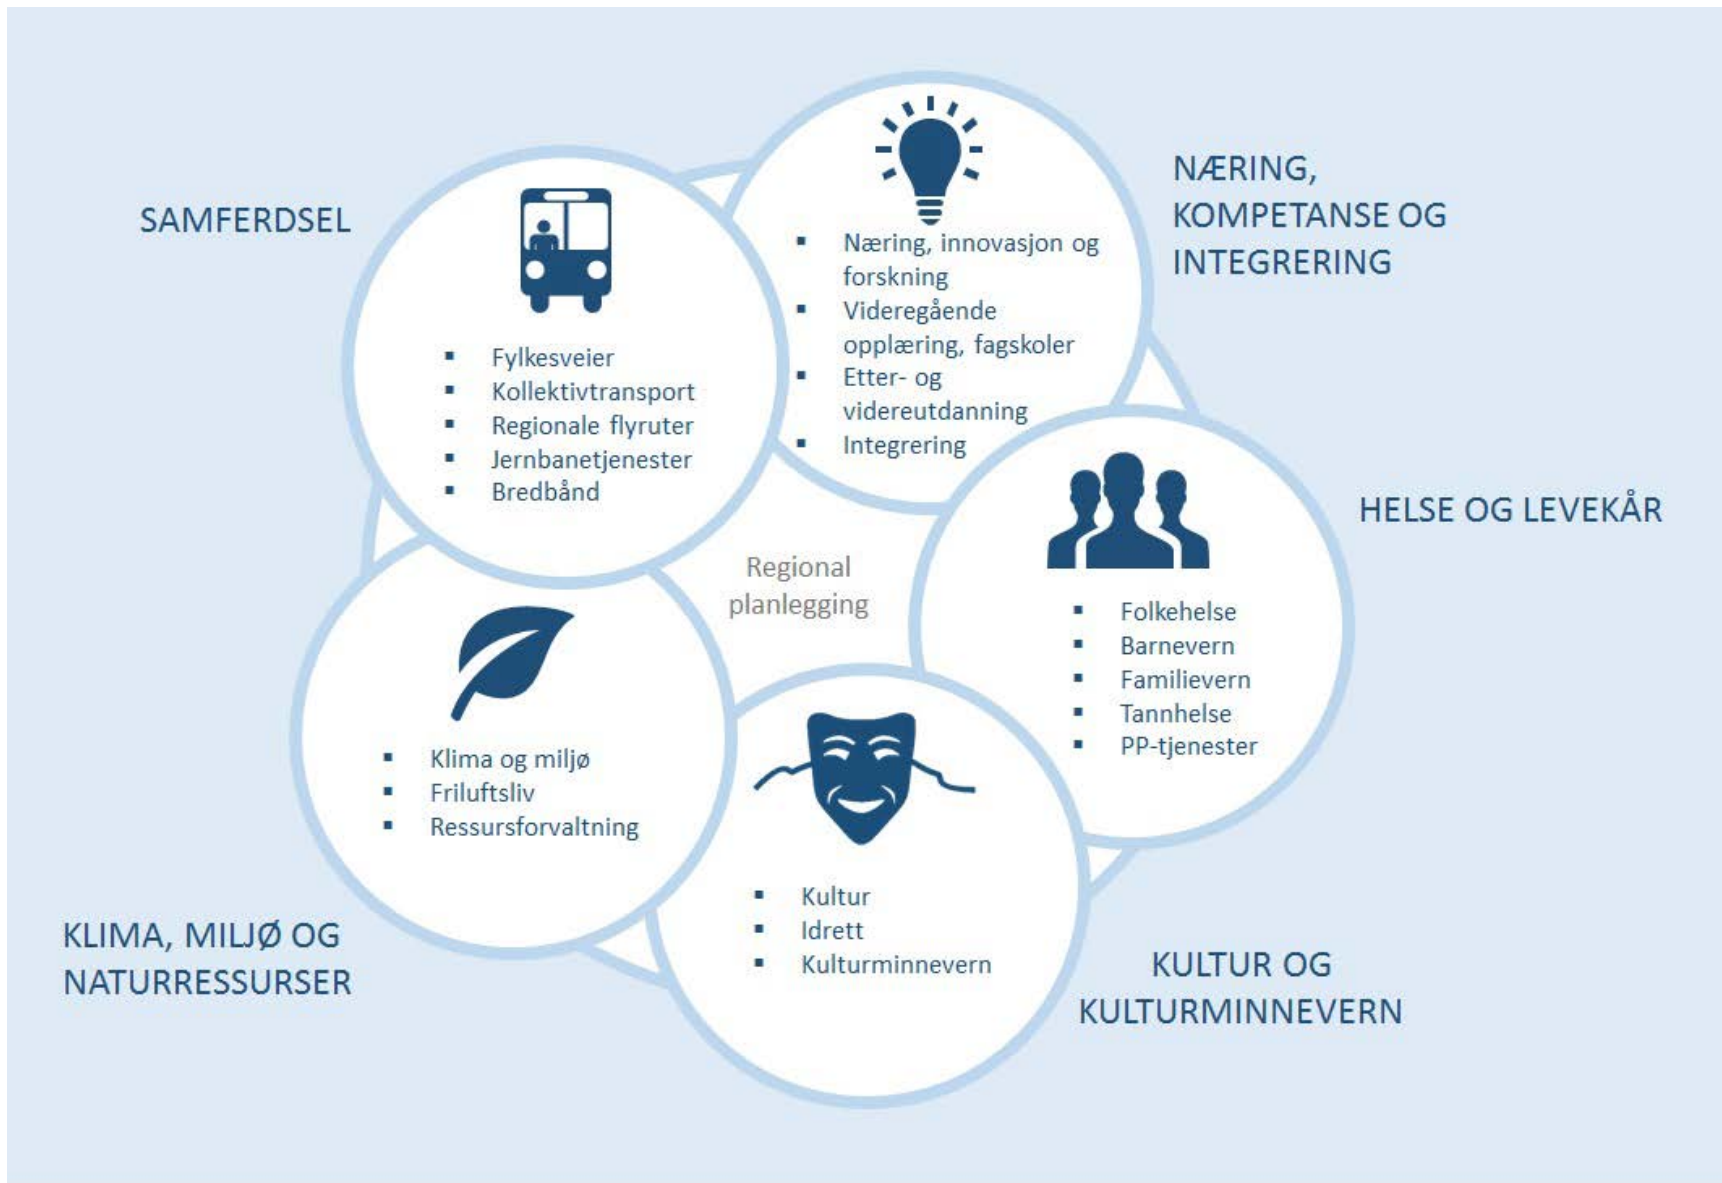 SAMFERDSEL
▪ Fylkesveier
▪ Kollektivtransport
▪ Regionale flyruter
▪ Jernbanetjenester
▪ Bredbånd
NÆRING,
KOMPETANSE OG
INTEGRERING
▪ Næring, innovasjon og
forskning
▪ Videregående
opplæring, fagskoler
▪ Etter- og
videreutdanning
▪ Integrering
HELSE OG LEVEKÅR
▪ Folkehelse
▪ Barnevern
▪ Familievern
▪ Tannhelse
▪ PP-tjenester
Regional
planlegging
▪ Klima og miljø
▪ Friluftsliv
▪ Ressursforvaltning
KLIMA, MILJØ OG
NATURRESSURSER
▪ Kultur
▪ Idrett
▪ Kulturminnevern
KULTUR OG
KULTURMINNEVERN